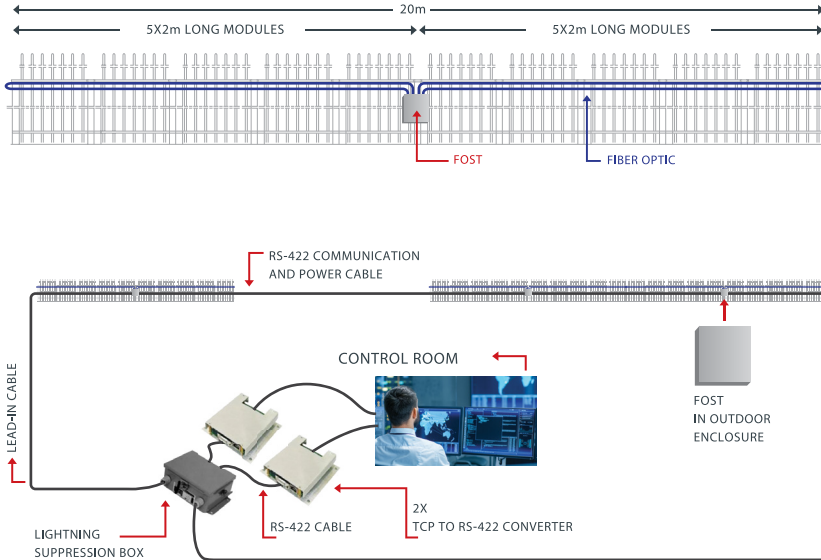 20m
5X2m LONG MODULES
5X2m LONG MODULES
FOST
FIBER OPTIC
RS-422 COMMUNICATION
AND POWER CABLE
CONTROL ROOM
LEAD-IN CABLE
FOST
IN OUTDOOR
ENCLOSURE
LIGHTNING
SUPPRESSION BOX
RS-422 CABLE
2X
TCP TO RS-422 CONVERTER